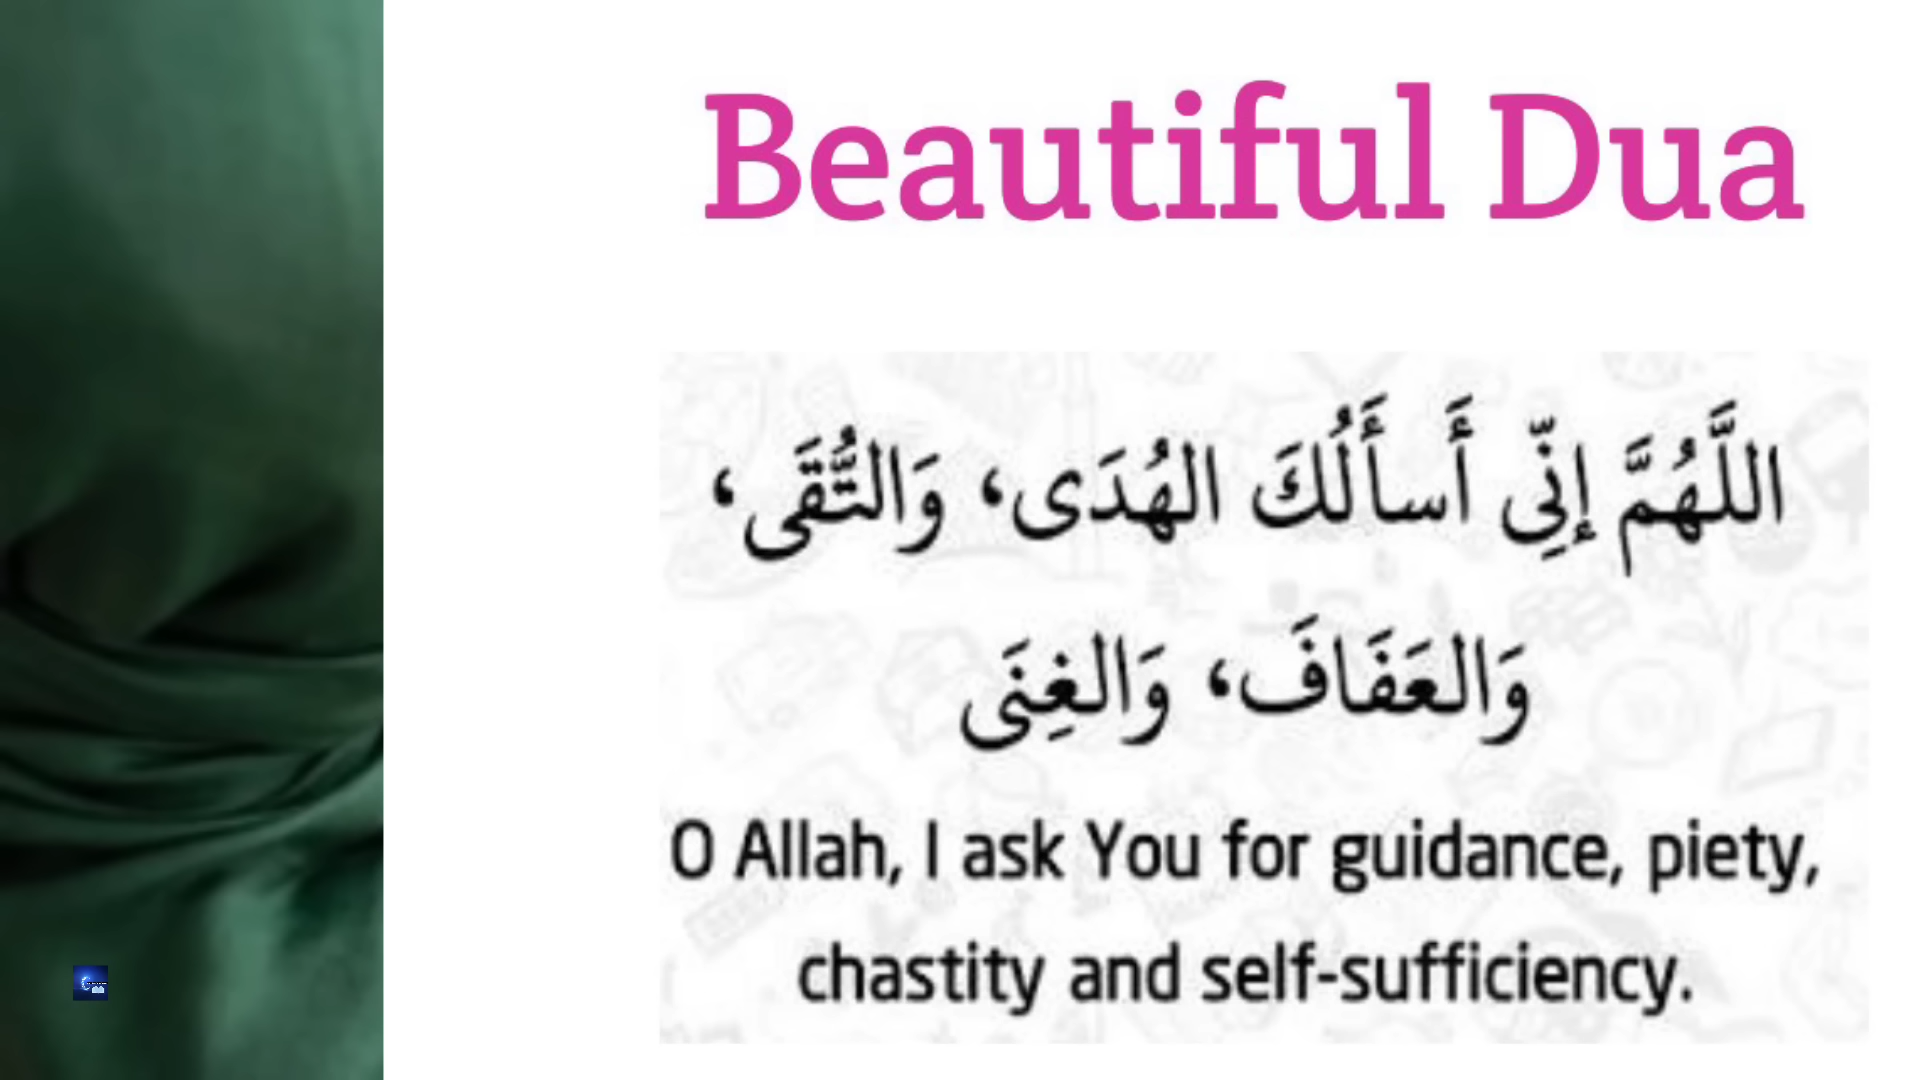 Beautiful Dua
اللَّهُمَّ إِنِّى أَسأَلُكَ الهُدَى، وَالتُّقَى،
وَالعَفَافَ، وَالغِنَى
O Allah, I ask You for guidance, piety,
chastity and self-sufficiency.